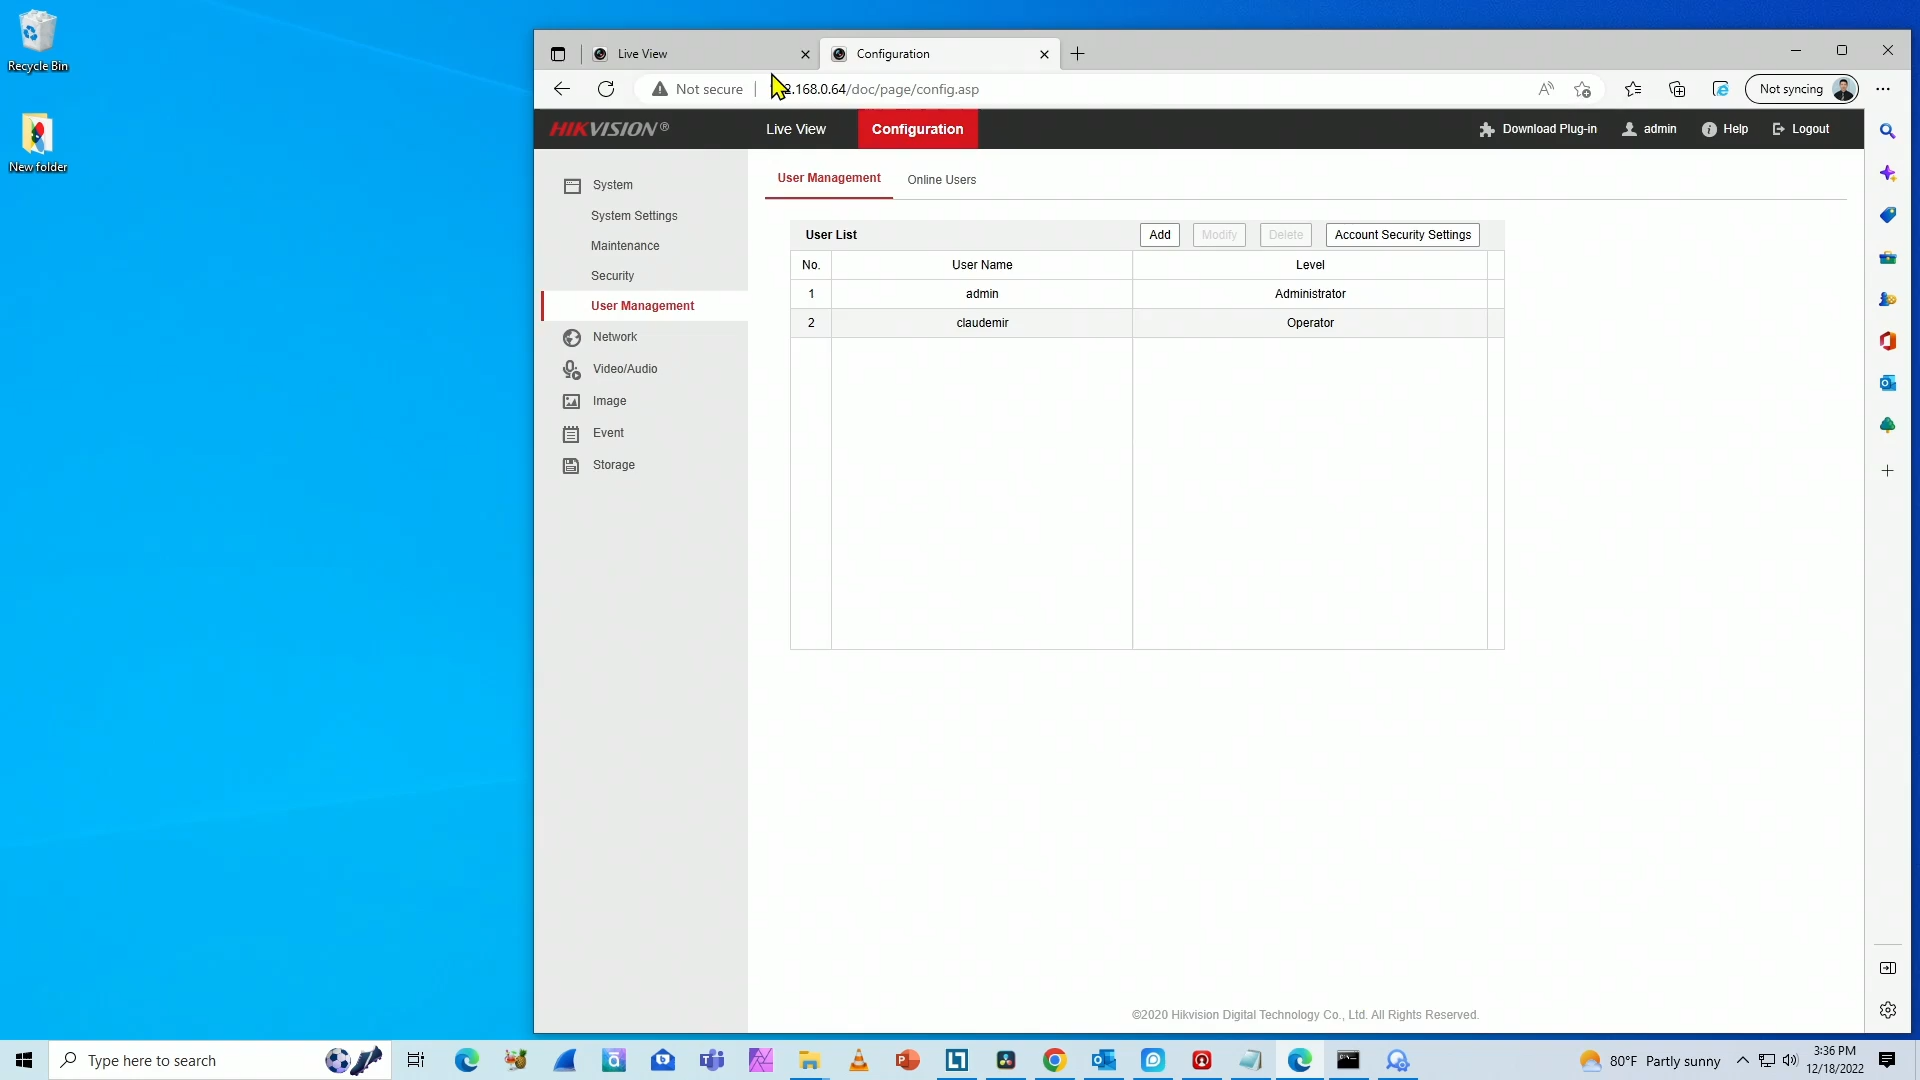 Recycle Bin
New folder
Live View
Configuration
Not secure
2.168.0.64/doc/page/config.asp
Not syncing
HIKVISION®
Live View
Configuration
Download Plug-in
admin
Help
Logout
System
System Settings
Maintenance
Security
User Management
Network
Video/Audio
Image
Event
Storage
User Management
Online Users
User List
Add
Modify
Delete
Account Security Settings
No. User Name Level
1 admin Administrator
2 claudemir Operator
©2020 Hikvision Digital Technology Co., Ltd. All Rights Reserved.
Type here to search
80°F Partly sunny
3:36 PM
12/18/2022